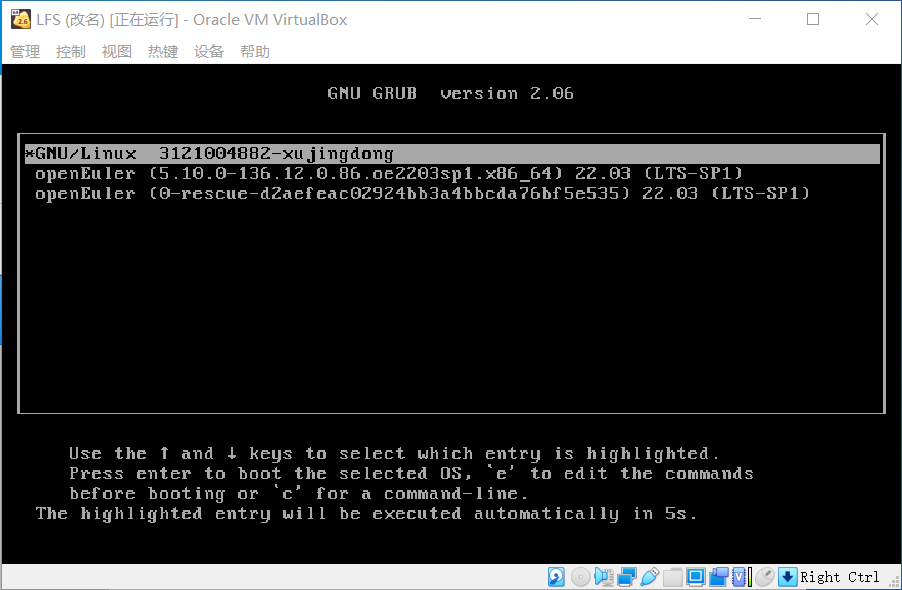 LFS (改名) [正在运行] - Oracle VM VirtualBox
管理 控制 视图 热键 设备 帮助
GNU GRUB  version 2.06
*GNU/Linux  3121004882-xujingdong
openEuler (5.10.0-136.12.0.86.oe2203sp1.x86_64) 22.03 (LTS-SP1)
openEuler (0-rescue-d2aefeac02924bb3a4bbcda76bf5e535) 22.03 (LTS-SP1)
Use the ↑ and ↓ keys to select which entry is highlighted.
Press enter to boot the selected OS, `e' to edit the commands
before booting or `c' for a command-line.
The highlighted entry will be executed automatically in 5s.
Right Ctrl